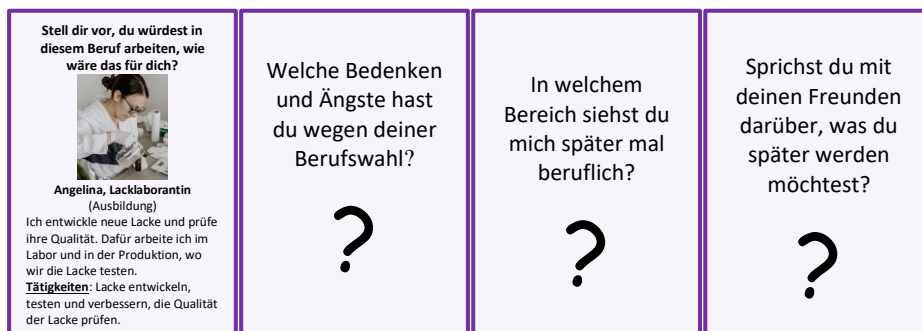 Stell dir vor, du würdest in
diesem Beruf arbeiten, wie
wäre das für dich?
Angelina, Lacklaborantin
(Ausbildung)
Ich entwickle neue Lacke und prüfe
ihre Qualität. Dafür arbeite ich im
Labor und in der Produktion, wo
wir die Lacke testen.
Tätigkeiten: Lacke entwickeln,
testen und verbessern, die Qualität
der Lacke prüfen.
Welche Bedenken
und Ängste hast
du wegen deiner
Berufswahl?
?
In welchem
Bereich siehst du
mich später mal
beruflich?
?
Sprichst du mit
deinen Freunden
darüber, was du
später werden
möchtest?
?